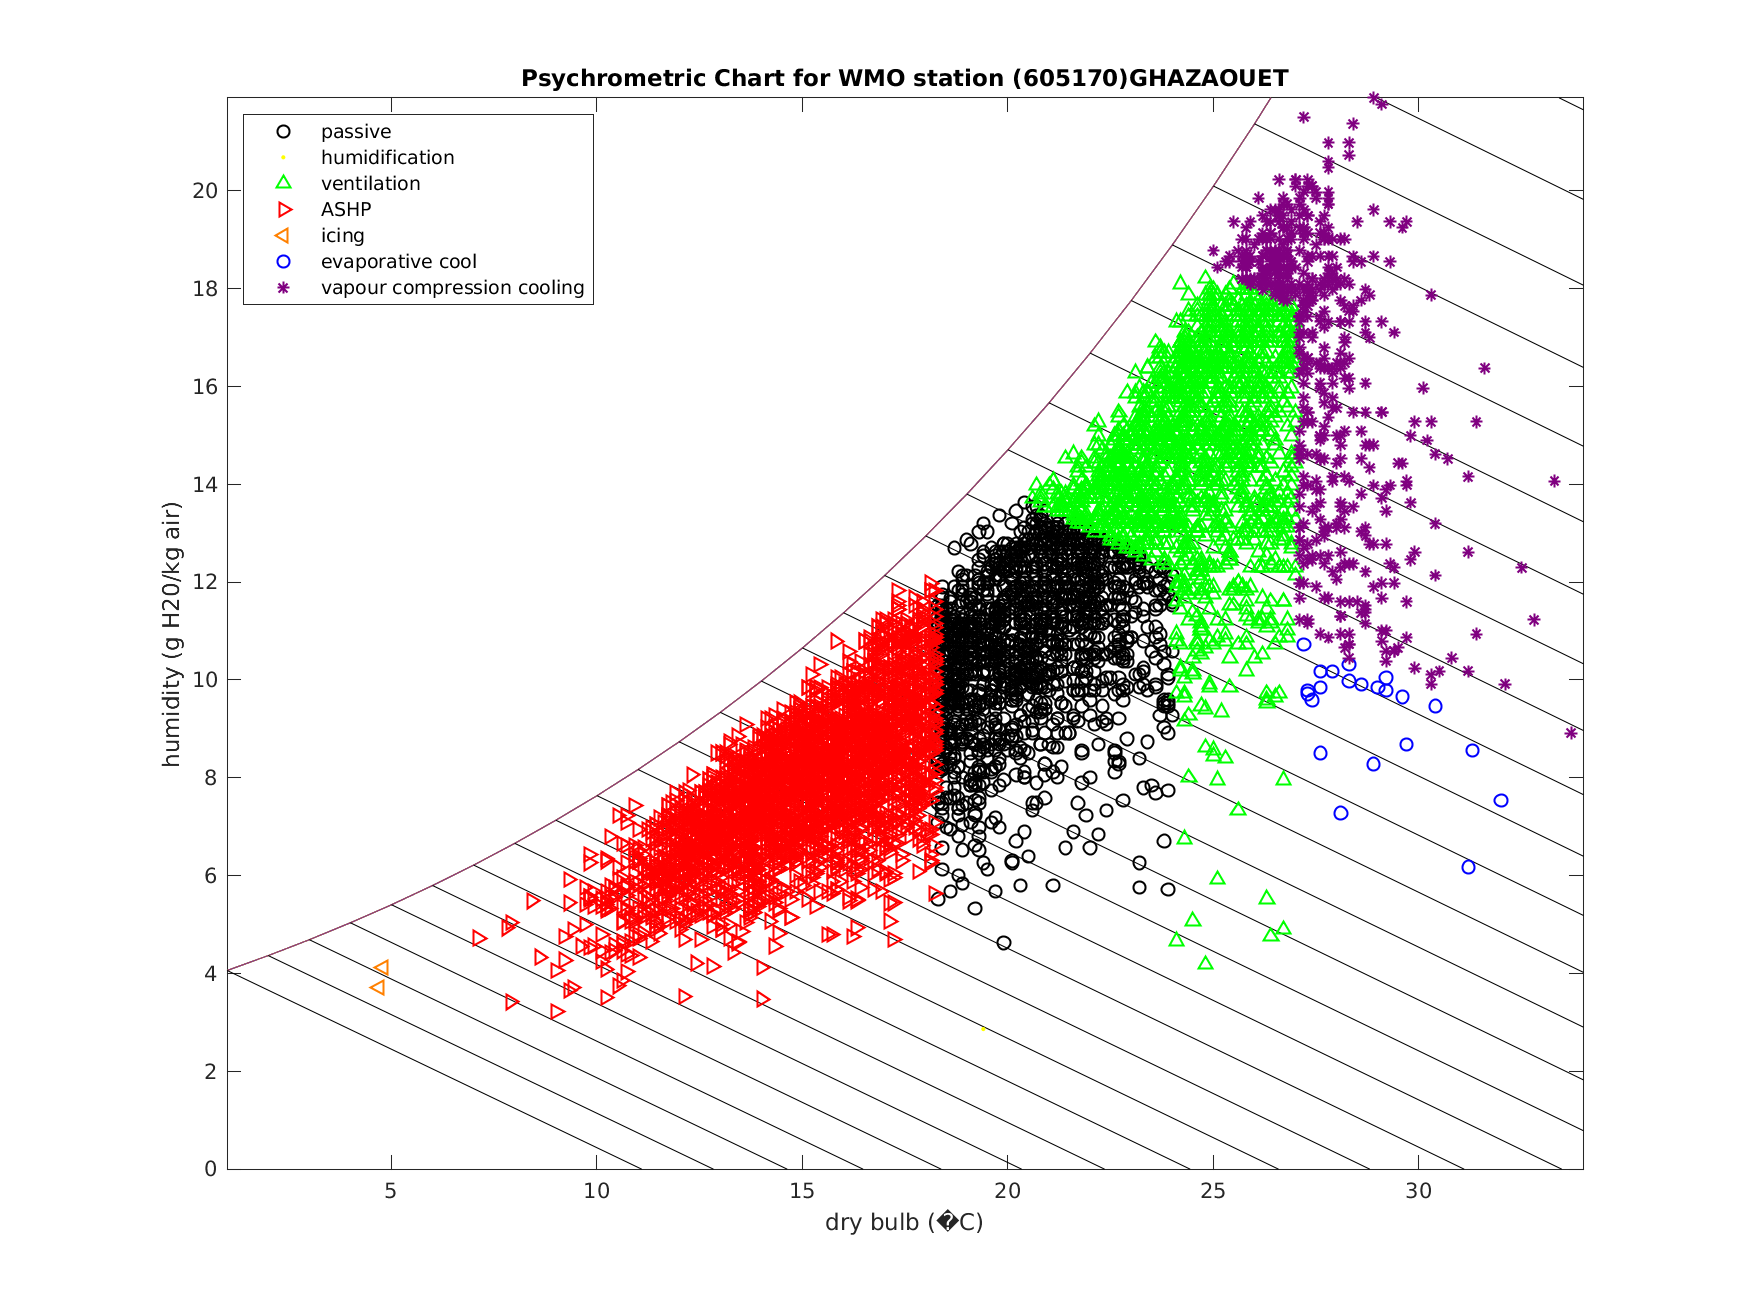 Psychrometric Chart for WMO station (605170)GHAZAOUET
passive
humidification
ventilation
ASHP
icing
evaporative cool
vapour compression cooling
humidity (g H20/kg air)
20
18
16
14
12
10
8
6
4
2
0
5 10 15 20 25 30
dry bulb (�C)